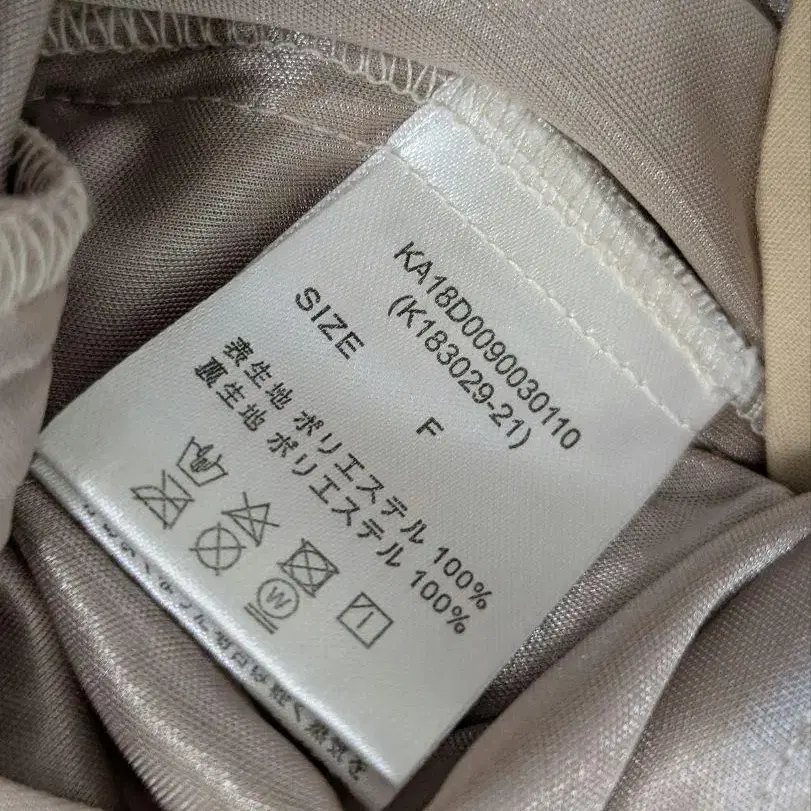 KA18D0090030110
(K183029-21)
SIZE F
表生地 ポリエステル 100%
裏生地 ポリエステル 100%
W